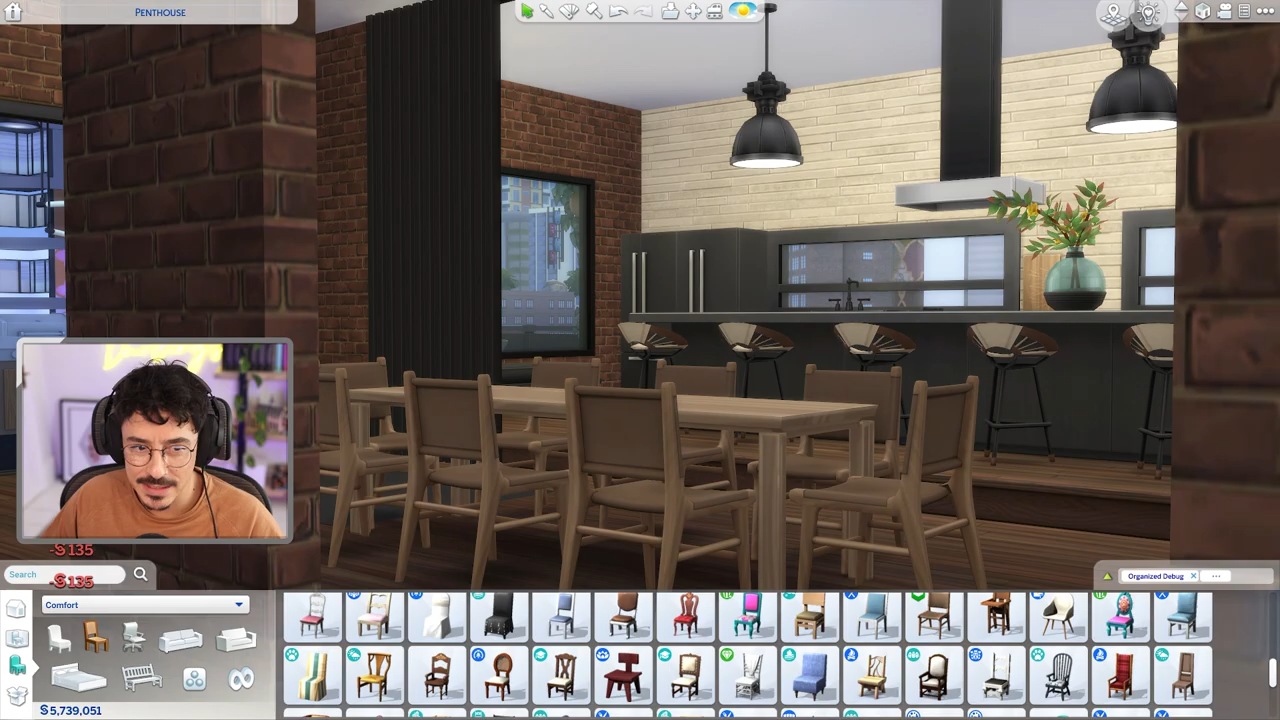 PENTHOUSE
-§135
Search
-§135
Organized Debug
Comfort
§5,739,051